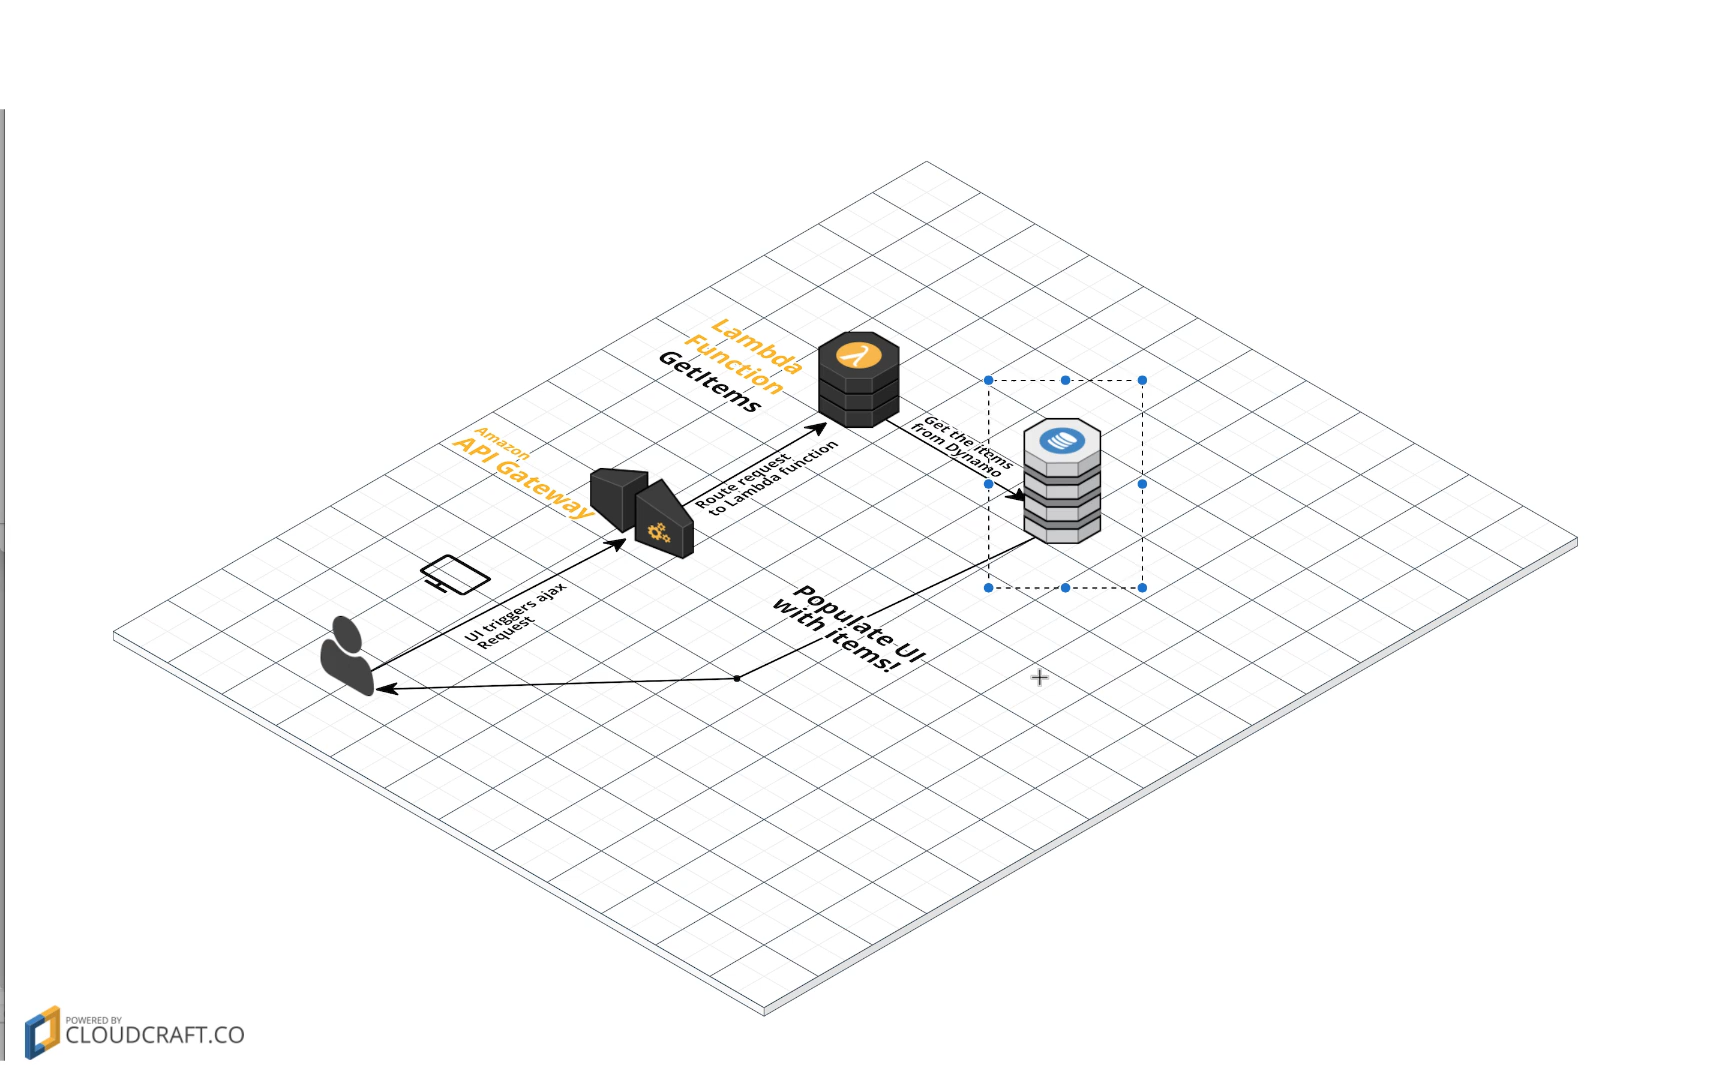 Lambda
Function
GetItems
Amazon
API Gateway
Get the items
from Dynamo
Route request
to Lambda function
UI triggers ajax
Request
Populate UI
with items!
POWERED BY
CLOUDCRAFT.CO